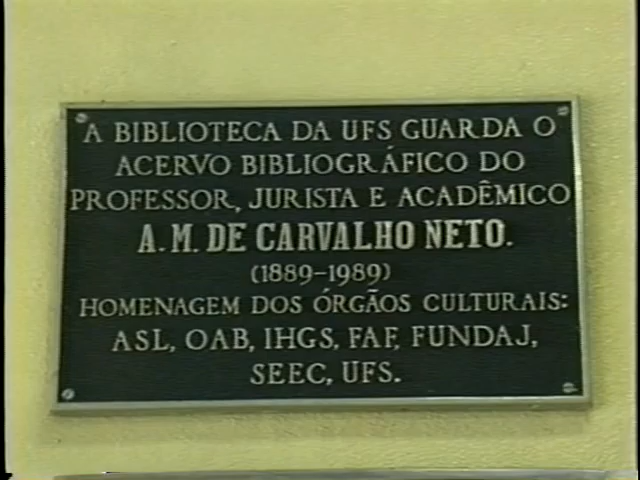 A BIBLIOTECA DA UFS GUARDA O
ACERVO BIBLIOGRÁFICO DO
PROFESSOR, JURISTA E ACADÊMICO
A. M. DE CARVALHO NETO.
(1889-1989)
HOMENAGEM DOS ÓRGÃOS CULTURAIS:
ASL, OAB, IHGS, FAF, FUNDAJ,
SEEC, UFS.